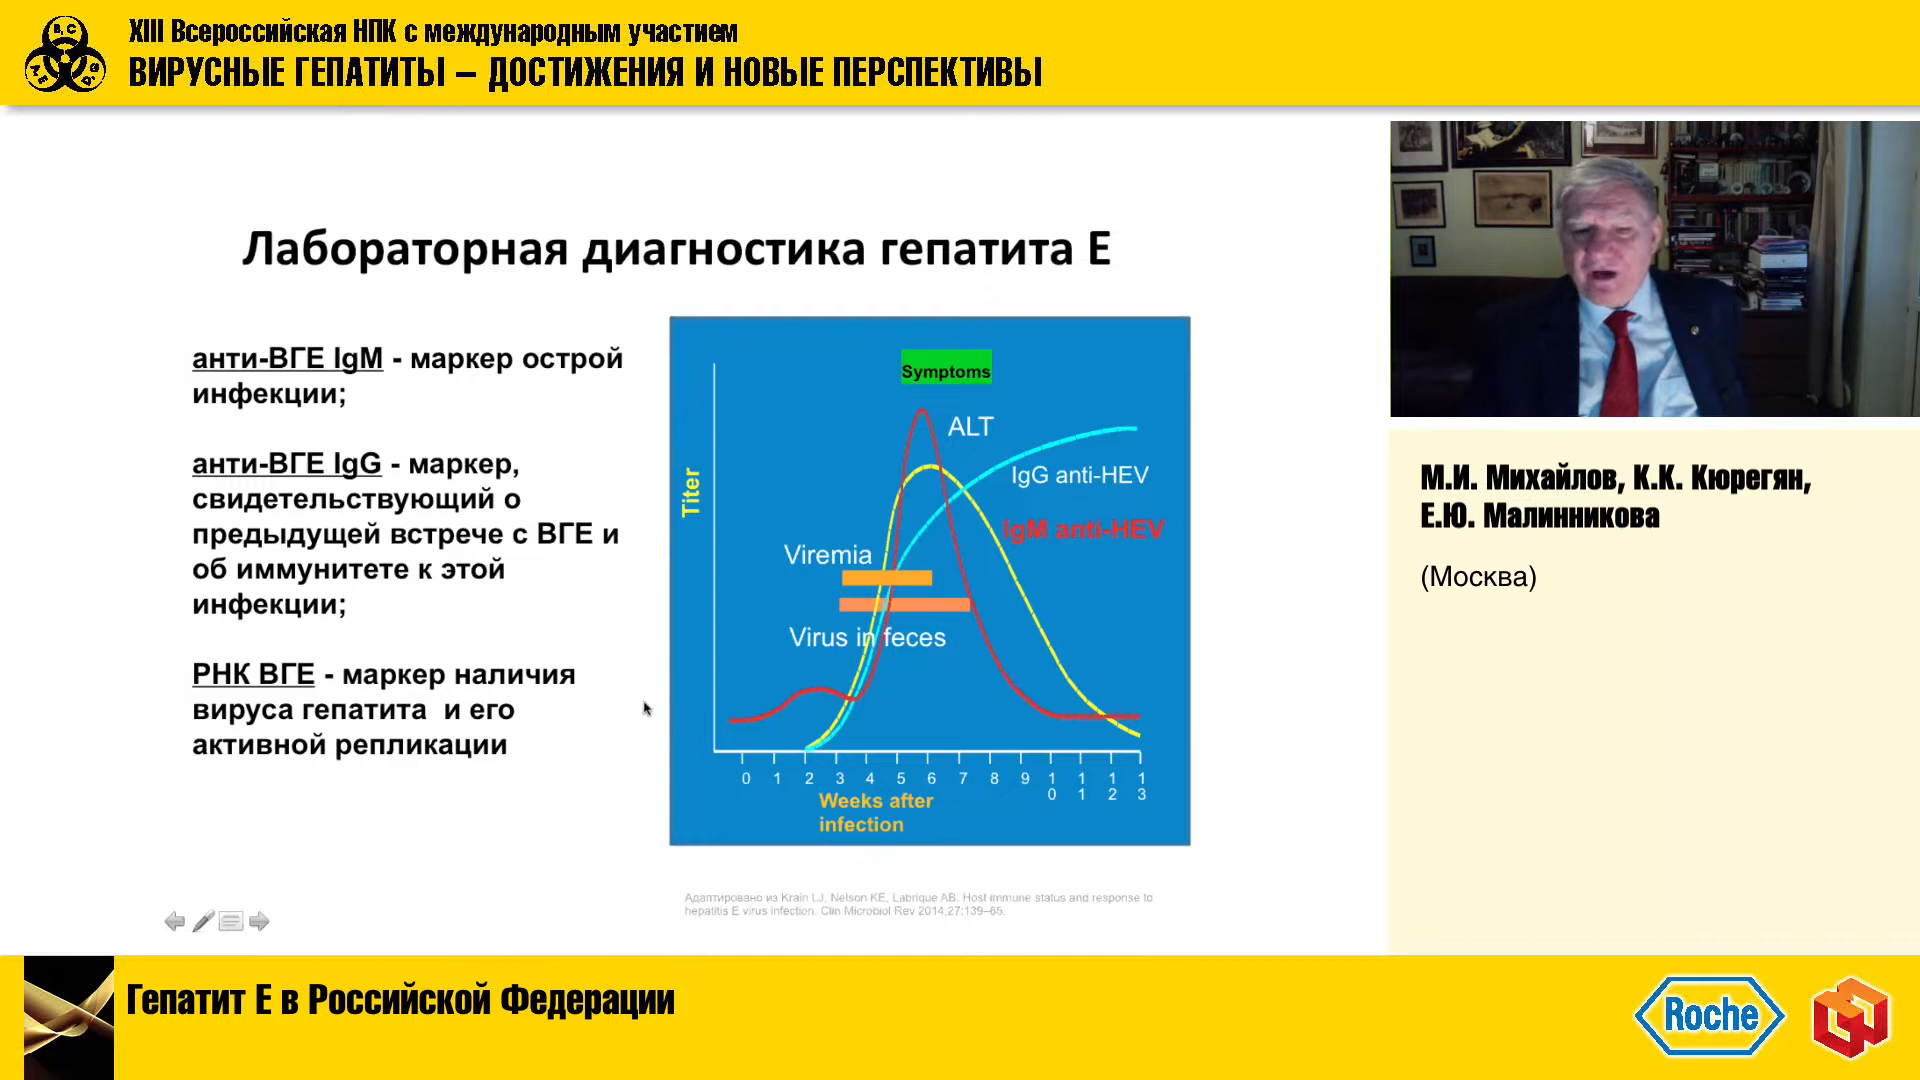 XIII Всероссийская НПК с международным участием
ВИРУСНЫЕ ГЕПАТИТЫ – ДОСТИЖЕНИЯ И НОВЫЕ ПЕРСПЕКТИВЫ
B, C
Лабораторная диагностика гепатита Е
анти-ВГЕ IgM - маркер острой
инфекции;
анти-ВГЕ IgG - маркер,
свидетельствующий о
предыдущей встрече с ВГЕ и
об иммунитете к этой
инфекции;
РНК ВГЕ - маркер наличия
вируса гепатита и его
активной репликации
Symptoms
ALT
IgG anti-HEV
IgM anti-HEV
Titer
Viremia
Virus in feces
0 1 2 3 4 5 6 7 8 9 10 11 12 13
Weeks after
infection
Адаптировано из Krain LJ, Nelson KE, Labrique AB. Host immune status and response to
hepatitis E virus infection. Clin Microbiol Rev 2014;27:139–65.
М.И. Михайлов, К.К. Кюрегян,
Е.Ю. Малинникова
(Москва)
Гепатит Е в Российской Федерации
Roche